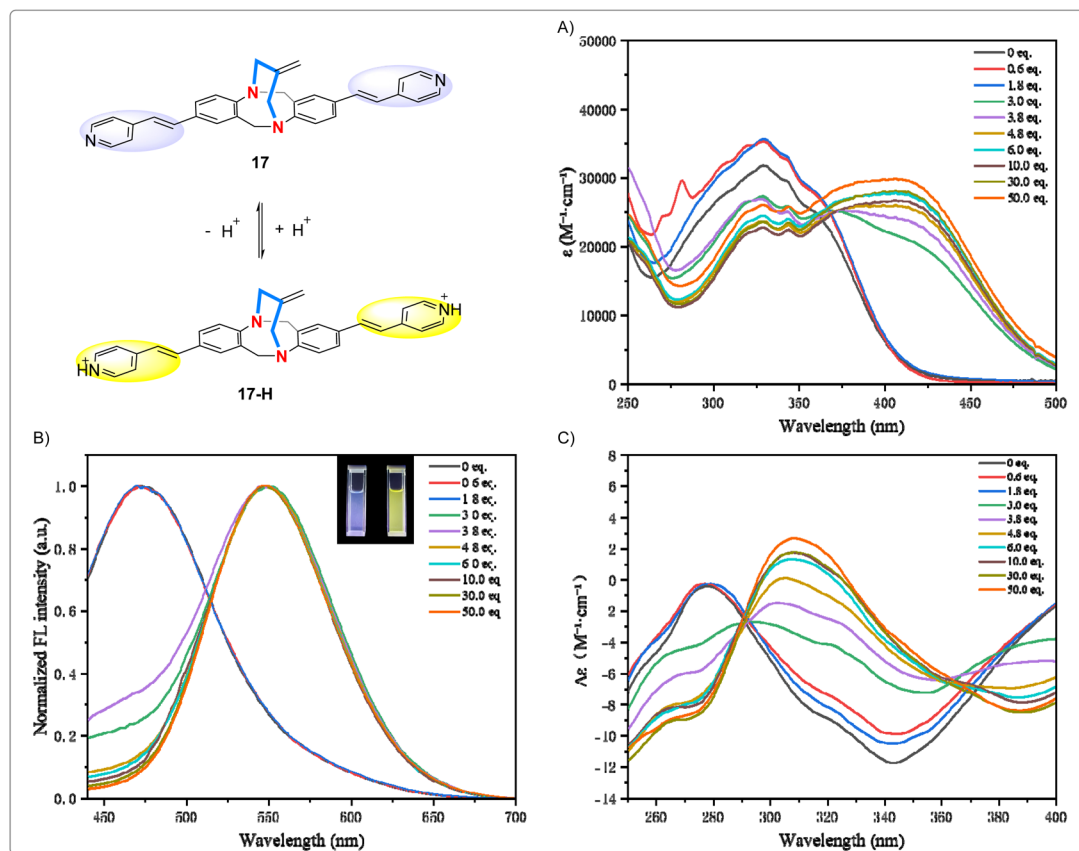 N
N
N
N
17
- H+
+ H+
+
NH
N
N
+
HN
17-H
A)
50000
40000
30000
20000
10000
0
ε (M⁻¹·cm⁻¹)
250
300
350
400
450
500
Wavelength (nm)
0 eq.
0.6 eq.
1.8 eq.
3.0 eq.
3.8 eq.
4.8 eq.
6.0 eq.
10.0 eq.
30.0 eq.
50.0 eq.
B)
1.0
0.8
0.6
0.4
0.2
0.0
Normalized FL intensity (a.u.)
450
500
550
600
650
700
Wavelength (nm)
0 eq.
0 6 eq.
1 8 eq.
3 0 eq.
3 8 eq.
4 8 eq.
6 0 eq.
10.0 eq
30.0 eq
50.0 eq
C)
8
6
4
2
0
-2
-4
-6
-8
-10
-12
-14
Δε (M⁻¹·cm⁻¹)
260
280
300
320
340
360
380
400
Wavelength (nm)
0 eq.
0.6 eq.
1.8 eq.
3.0 eq.
3.8 eq.
4.8 eq.
6.0 eq.
10.0 eq.
30.0 eq.
50.0 eq.